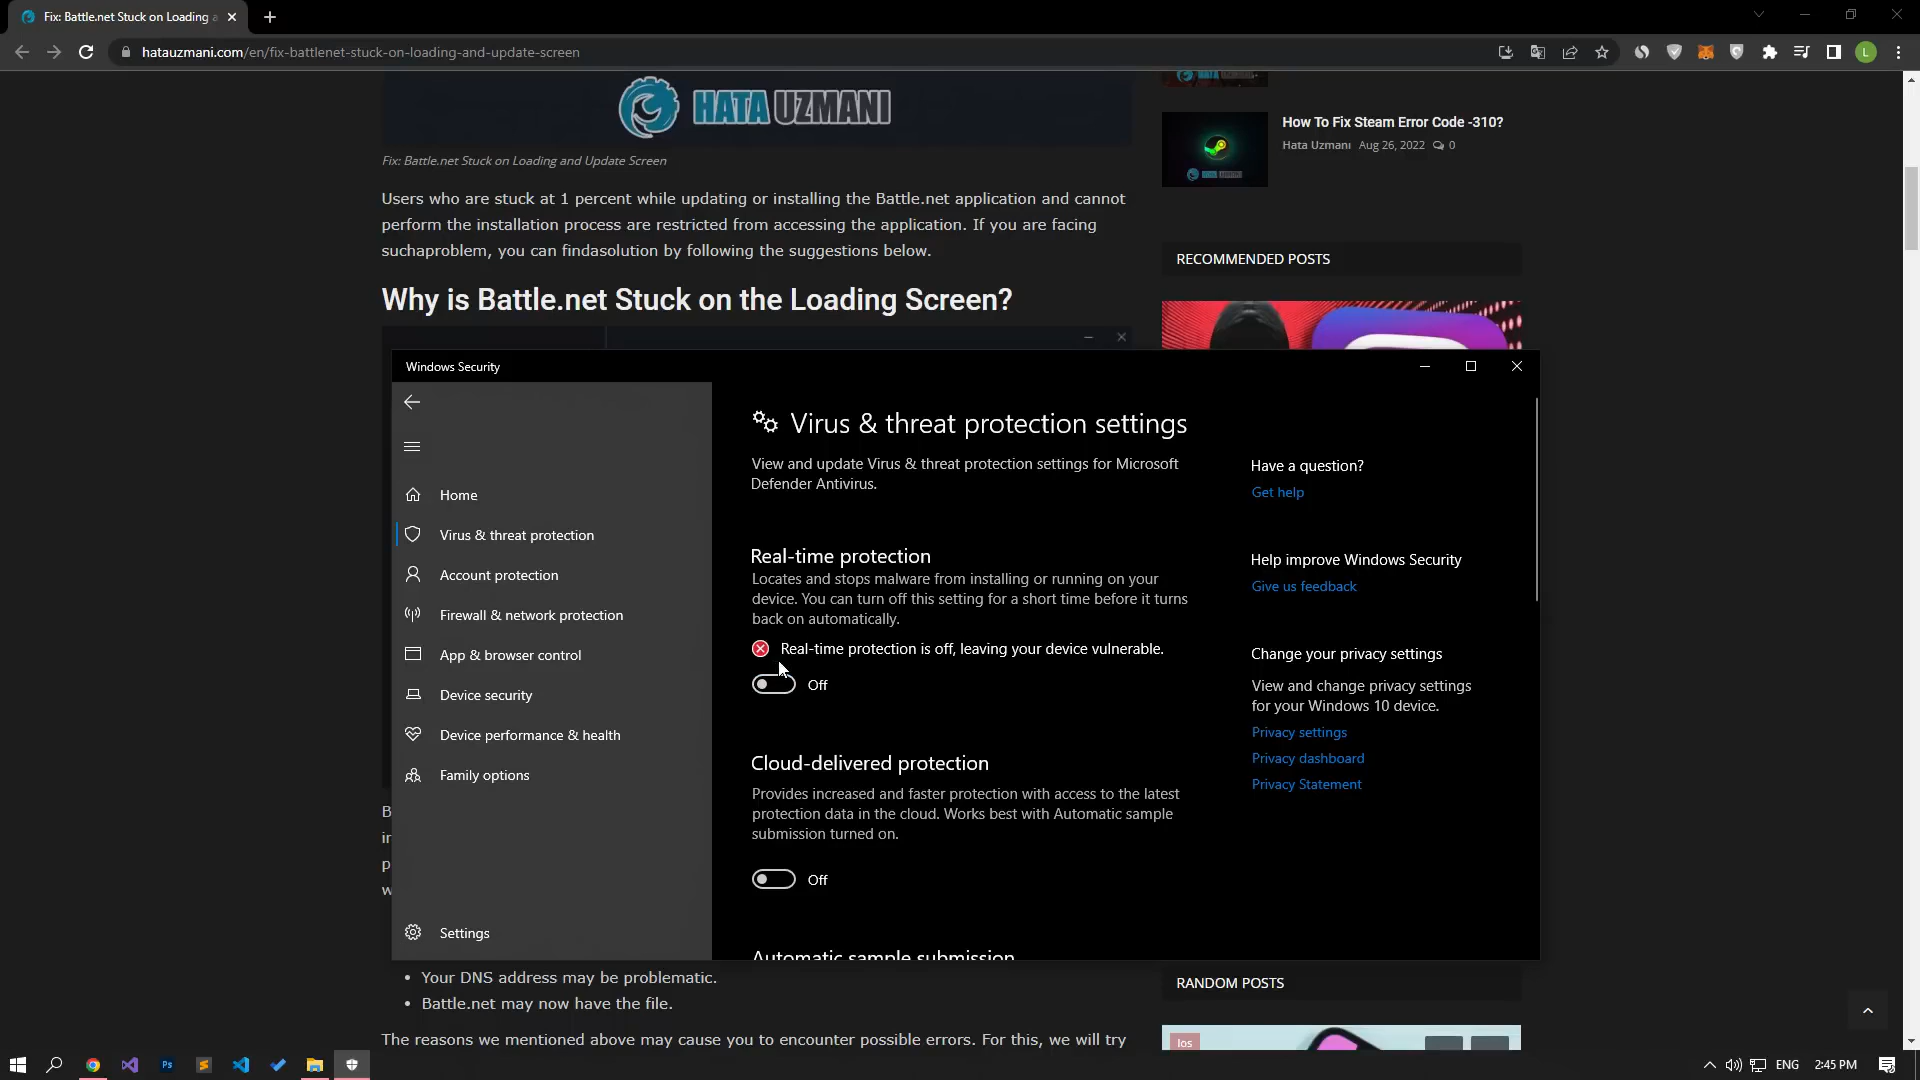 Fix: Battle.net Stuck on Loading a
hatauzmani.com/en/fix-battlenet-stuck-on-loading-and-update-screen
L
HATA UZMANI
Fix: Battle.net Stuck on Loading and Update Screen
Users who are stuck at 1 percent while updating or installing the Battle.net application and cannot
perform the installation process are restricted from accessing the application. If you are facing
suchaproblem, you can findasolution by following the suggestions below.
Why is Battle.net Stuck on the Loading Screen?
How To Fix Steam Error Code -310?
Hata Uzmanı Aug 26, 2022 0
RECOMMENDED POSTS
Windows Security
Home
Virus & threat protection
Account protection
Firewall & network protection
App & browser control
Device security
Device performance & health
Family options
Settings
Virus & threat protection settings
View and update Virus & threat protection settings for Microsoft
Defender Antivirus.
Real-time protection
Locates and stops malware from installing or running on your
device. You can turn off this setting for a short time before it turns
back on automatically.
Real-time protection is off, leaving your device vulnerable.
Off
Cloud-delivered protection
Provides increased and faster protection with access to the latest
protection data in the cloud. Works best with Automatic sample
submission turned on.
Off
Automatic sample submission
Have a question?
Get help
Help improve Windows Security
Give us feedback
Change your privacy settings
View and change privacy settings
for your Windows 10 device.
Privacy settings
Privacy dashboard
Privacy Statement
B
in
p
w
Your DNS address may be problematic.
Battle.net may now have the file.
The reasons we mentioned above may cause you to encounter possible errors. For this, we will try
RANDOM POSTS
Ios
Ps
ENG
2:45 PM